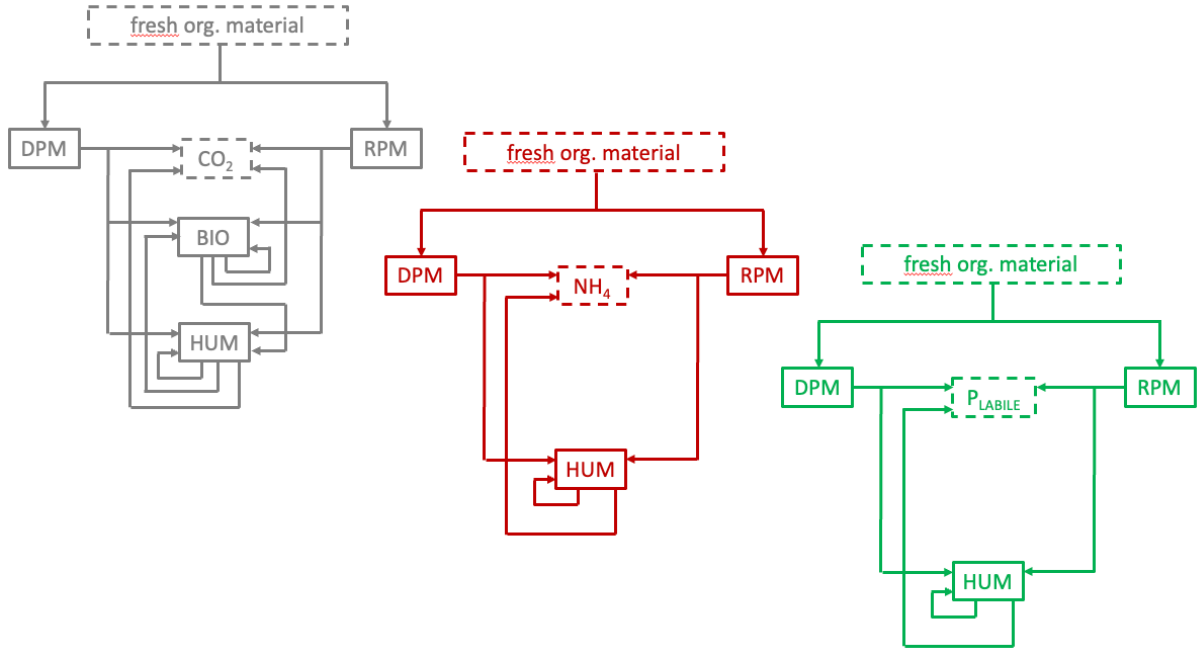 fresh org. material
DPM
CO₂
RPM
BIO
HUM
fresh org. material
DPM
NH₄
RPM
HUM
fresh org. material
DPM
P_LABILE
RPM
HUM